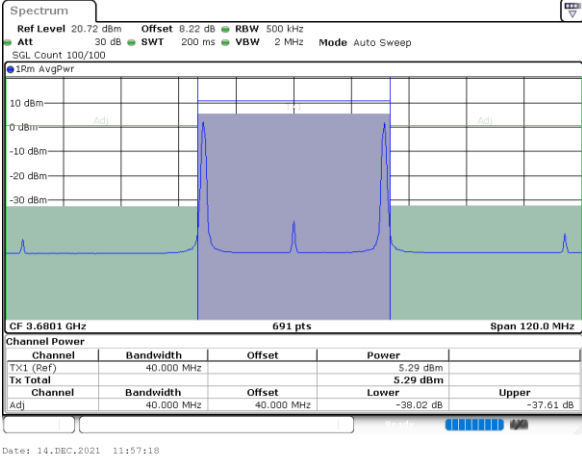 Spectrum
Ref Level 20.72 dBm Offset 8.22 dB RBW 500 kHz
Att 30 dB SWT 200 ms VBW 2 MHz Mode Auto Sweep
SGL Count 100/100
1Rm AvgPwr
10 dBm
Adj Adj
0 dBm
-10 dBm
-20 dBm
-30 dBm
CF 3.6801 GHz 691 pts Span 120.0 MHz
Channel Power
Channel Bandwidth Offset Power
TX1 (Ref) 40.000 MHz 5.29 dBm
Tx Total 5.29 dBm
Channel Bandwidth Offset Lower Upper
Adj 40.000 MHz 40.000 MHz -38.02 dB -37.61 dB
Ready
Date: 14.DEC.2021 11:57:18